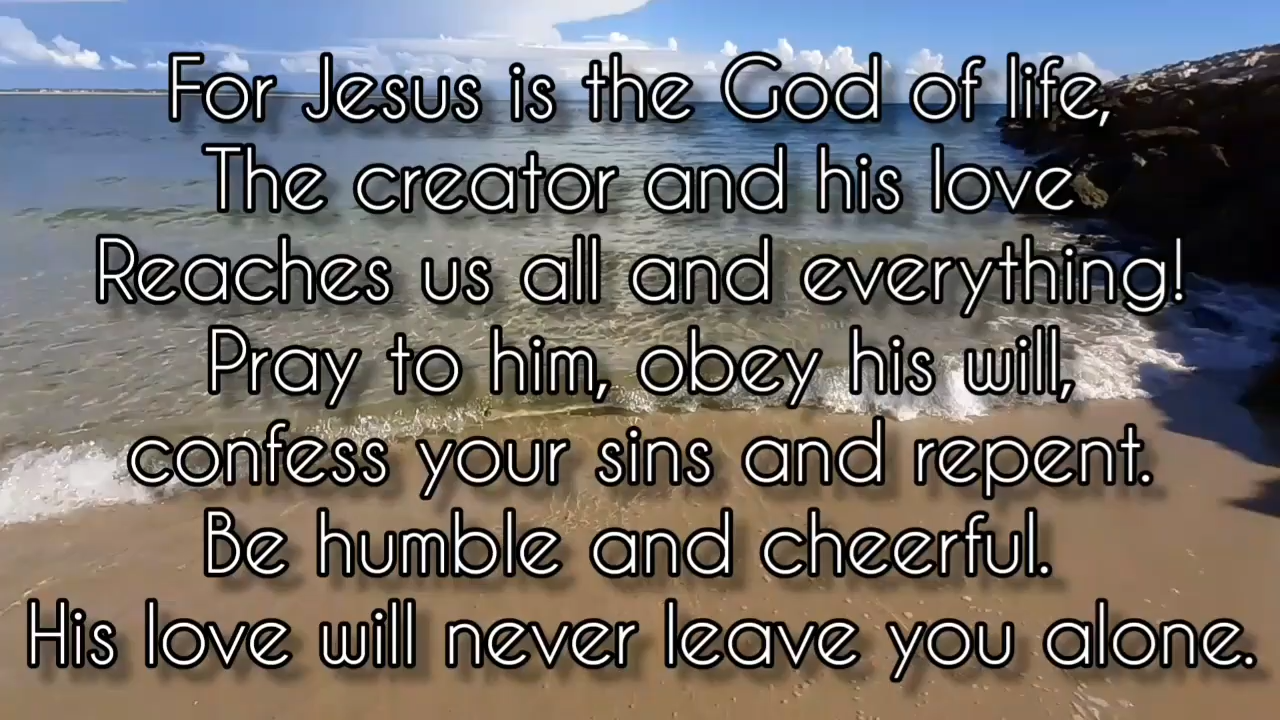 For Jesus is the God of life,
The creator and his love
Reaches us all and everything!
Pray to him, obey his will,
confess your sins and repent.
Be humble and cheerful.
His love will never leave you alone.